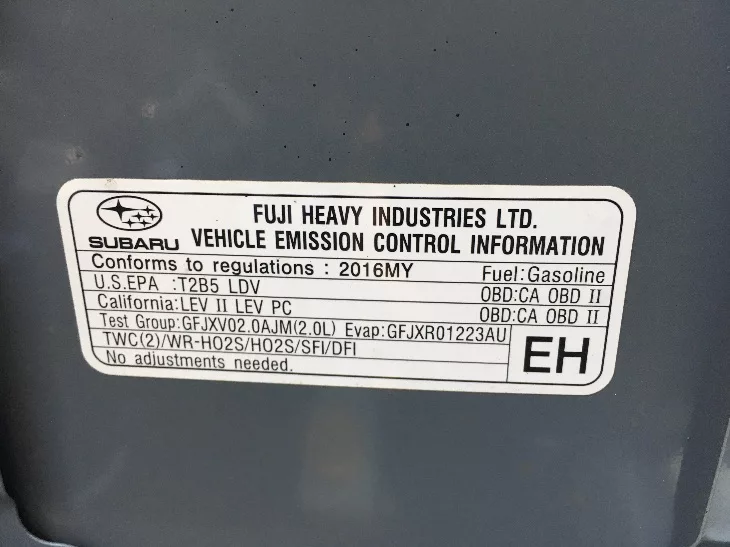 FUJI HEAVY INDUSTRIES LTD.
SUBARU VEHICLE EMISSION CONTROL INFORMATION
Conforms to regulations : 2016MY Fuel:Gasoline
U.S.EPA :T2B5 LDV OBD:CA OBD II
California:LEV II LEV PC OBD:CA OBD II
Test Group:GFJXV02.0AJM(2.0L) Evap:GFJXR01223AU
TWC(2)/WR-HO2S/HO2S/SFI/DFI
No adjustments needed.
EH